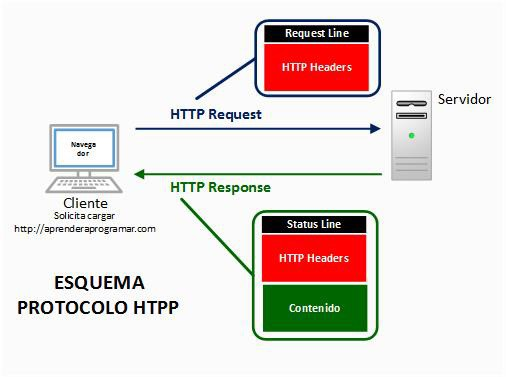 Request Line
HTTP Headers
Servidor
HTTP Request
Navega
dor
HTTP Response
Cliente
Solicita cargar
http://aprenderaprogramar.com
Status Line
HTTP Headers
Contenido
ESQUEMA
PROTOCOLO HTPP